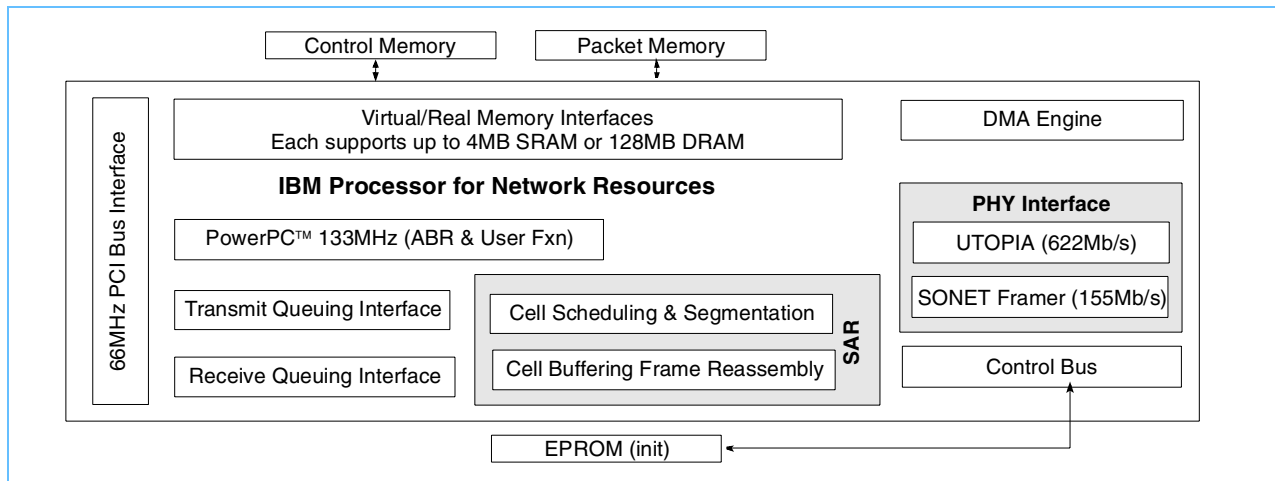 Control Memory
Packet Memory
66MHz PCI Bus Interface
Virtual/Real Memory Interfaces
Each supports up to 4MB SRAM or 128MB DRAM
DMA Engine
IBM Processor for Network Resources
PHY Interface
UTOPIA (622Mb/s)
SONET Framer (155Mb/s)
PowerPC™ 133MHz (ABR & User Fxn)
Transmit Queuing Interface
Receive Queuing Interface
Cell Scheduling & Segmentation
Cell Buffering Frame Reassembly
SAR
Control Bus
EPROM (init)